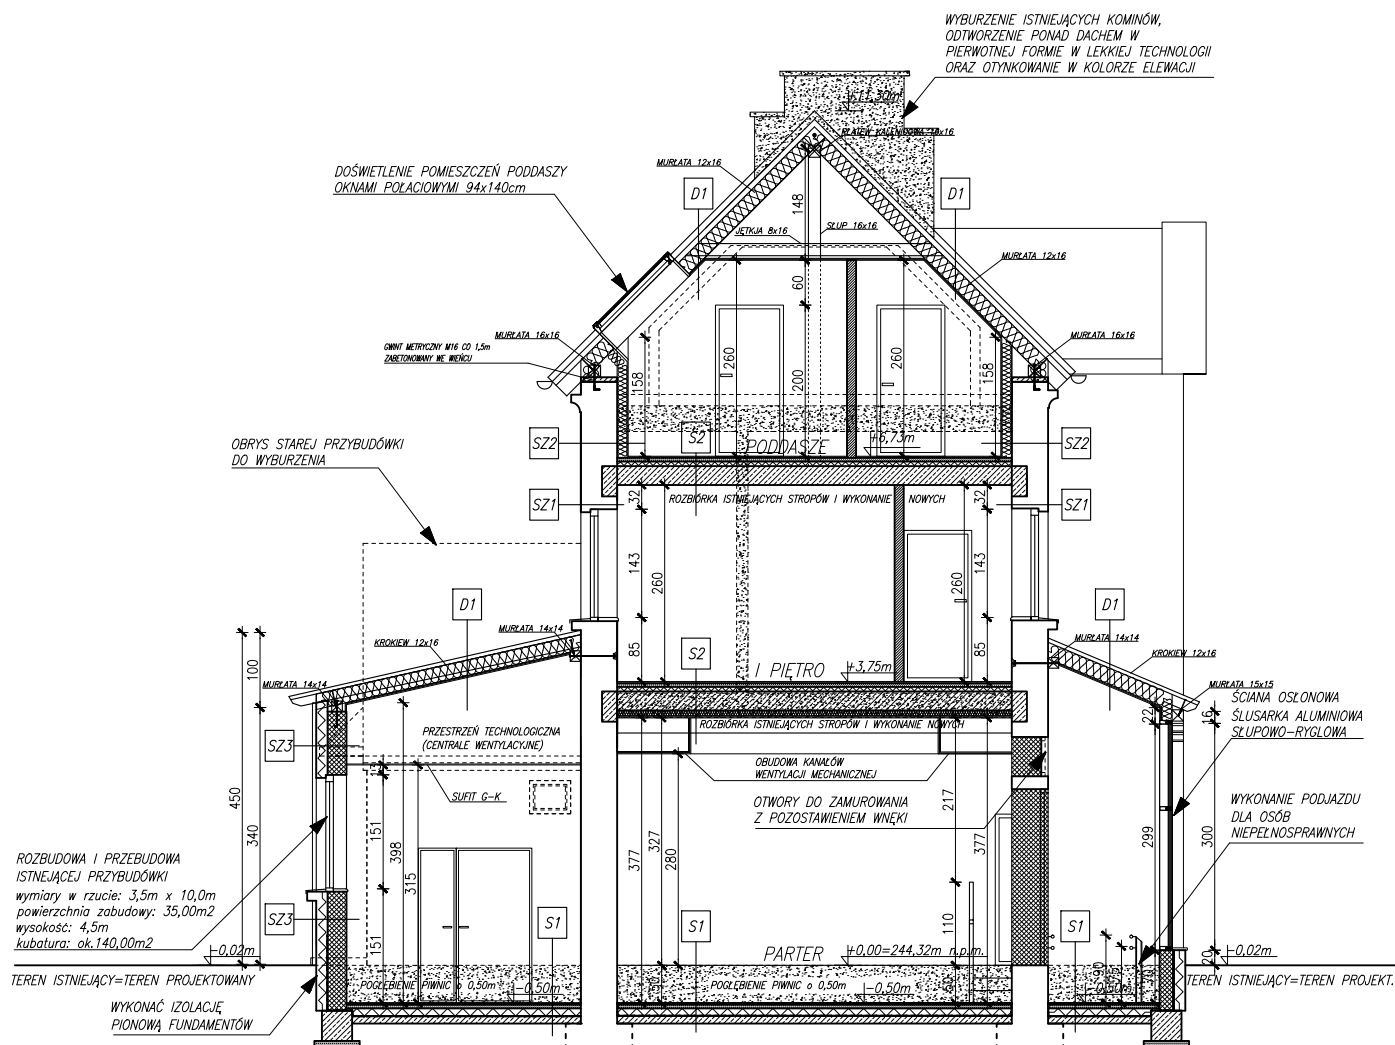 WYBURZENIE ISTNIEJĄCYCH KOMINÓW,
ODTWORZENIE PONAD DACHEM W
PIERWOTNEJ FORMIE W LEKKIEJ TECHNOLOGII
ORAZ OTYNKOWANIE W KOLORZE ELEWACJI
+11,30m
MURŁATA 12x16
DOŚWIETLENIE POMIESZCZEŃ PODDASZY
OKNAMI POŁACIOWYMI 94x140cm
D1
D1
148
JĘTKJA 8x16
SŁUP 16x16
MURŁATA 12x16
60
MURŁATA 16x16
MURŁATA 16x16
GWINT METRYCZNY M16 CO 1,5m
ZABETONOWANY WE WIEŃCU
158
260
200
260
158
OBRYS STAREJ PRZYBUDÓWKI
DO WYBURZENIA
SZ2
S2
PODDASZE
+6,73m
SZ2
SZ1
32
ROZBIÓRKA ISTNIEJĄCYCH STROPÓW I WYKONANIE NOWYCH
32
SZ1
143
260
260
143
D1
D1
MURŁATA 14x14
KROKIEW 12x16
MURŁATA 14x14
85
S2
I PIĘTRO
+3,75m
85
MURŁATA 14x14
KROKIEW 12x16
MURŁATA 15x15
100
450
340
SZ3
PRZESTRZEŃ TECHNOLOGICZNA
(CENTRALE WENTYLACYJNE)
SUFIT G-K
ROZBIÓRKA ISTNIEJĄCYCH STROPÓW I WYKONANIE NOWYCH
OBUDOWA KANAŁÓW
WENTYLACJI MECHANICZNEJ
OTWORY DO ZAMUROWANIA
Z POZOSTAWIENIEM WNĘKI
22
16
ŚCIANA OSŁONOWA
ŚLUSARKA ALUMINIOWA
SŁUPOWO-RYGLOWA
WYKONANIE PODJAZDU
DLA OSÓB
NIEPEŁNOSPRAWNYCH
151
398
315
377
327
280
217
377
299
300
ROZBUDOWA I PRZEBUDOWA
ISTNIEJĄCEJ PRZYBUDÓWKI
wymiary w rzucie: 3,5m x 10,0m
powierzchnia zabudowy: 35,00m2
wysokość: 4,5m
kubatura: ok.140,00m2
SZ3
151
S1
S1
110
S1
90
20
-0,02m
PARTER
+0.00=244,32m n.p.m.
-0,02m
TEREN ISTNIEJĄCY=TEREN PROJEKTOWANY
POGŁĘBIENIE PIWNIC o 0,50m
-0,50m
POGŁĘBIENIE PIWNIC o 0,50m
-0,50m
-0,50m
TEREN ISTNIEJĄCY=TEREN PROJEKT.
WYKONAĆ IZOLACJĘ
PIONOWĄ FUNDAMENTÓW